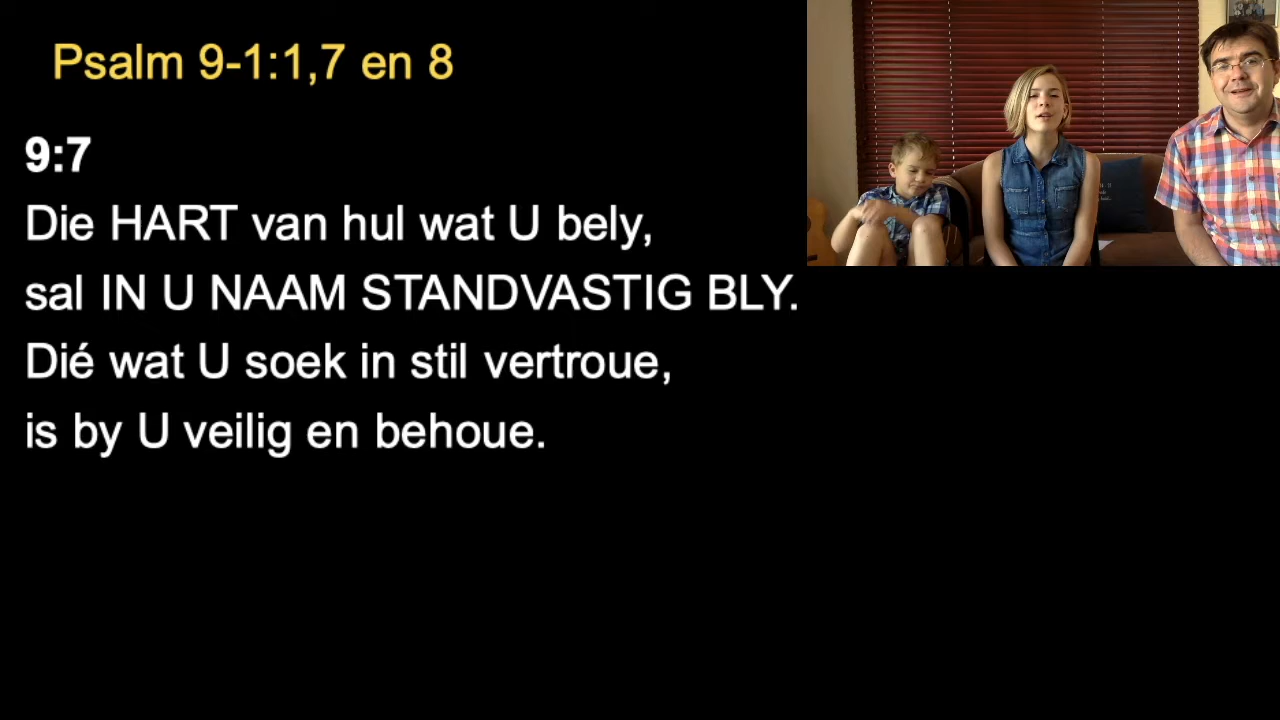 Psalm 9-1:1,7 en 8
9:7
Die HART van hul wat U bely,
sal IN U NAAM STANDVASTIG BLY.
Dié wat U soek in stil vertroue,
is by U veilig en behoue.